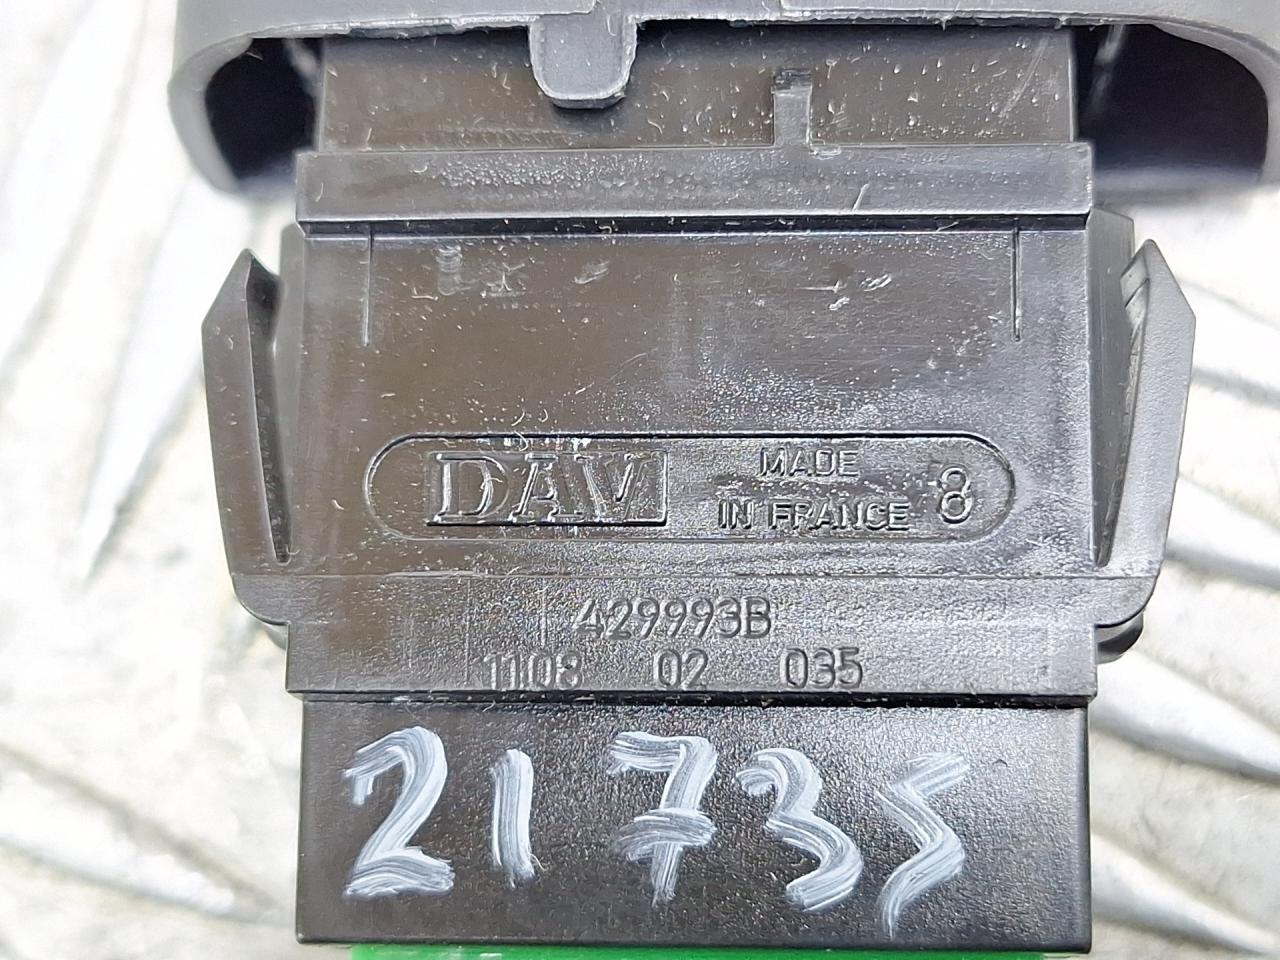 DAV MADE IN FRANCE 8
429993B
1108 02 035
21735